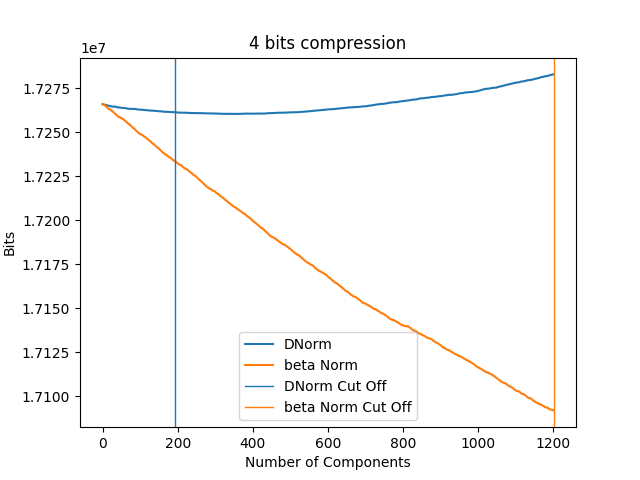 4 bits compression
1e7
1.7275
1.7250
1.7225
1.7200
1.7175
1.7150
1.7125
1.7100
Bits
DNorm
beta Norm
DNorm Cut Off
beta Norm Cut Off
0 200 400 600 800 1000 1200
Number of Components